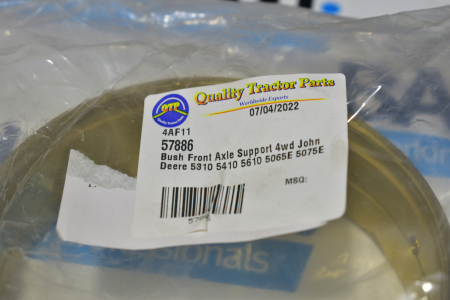 QTP
Quality Tractor Parts
Worldwide Exports
07/04/2022
4AF11
57886
Bush Front Axle Support 4wd John
Deere 5310 5410 5610 5065E 5075E
MSQ: